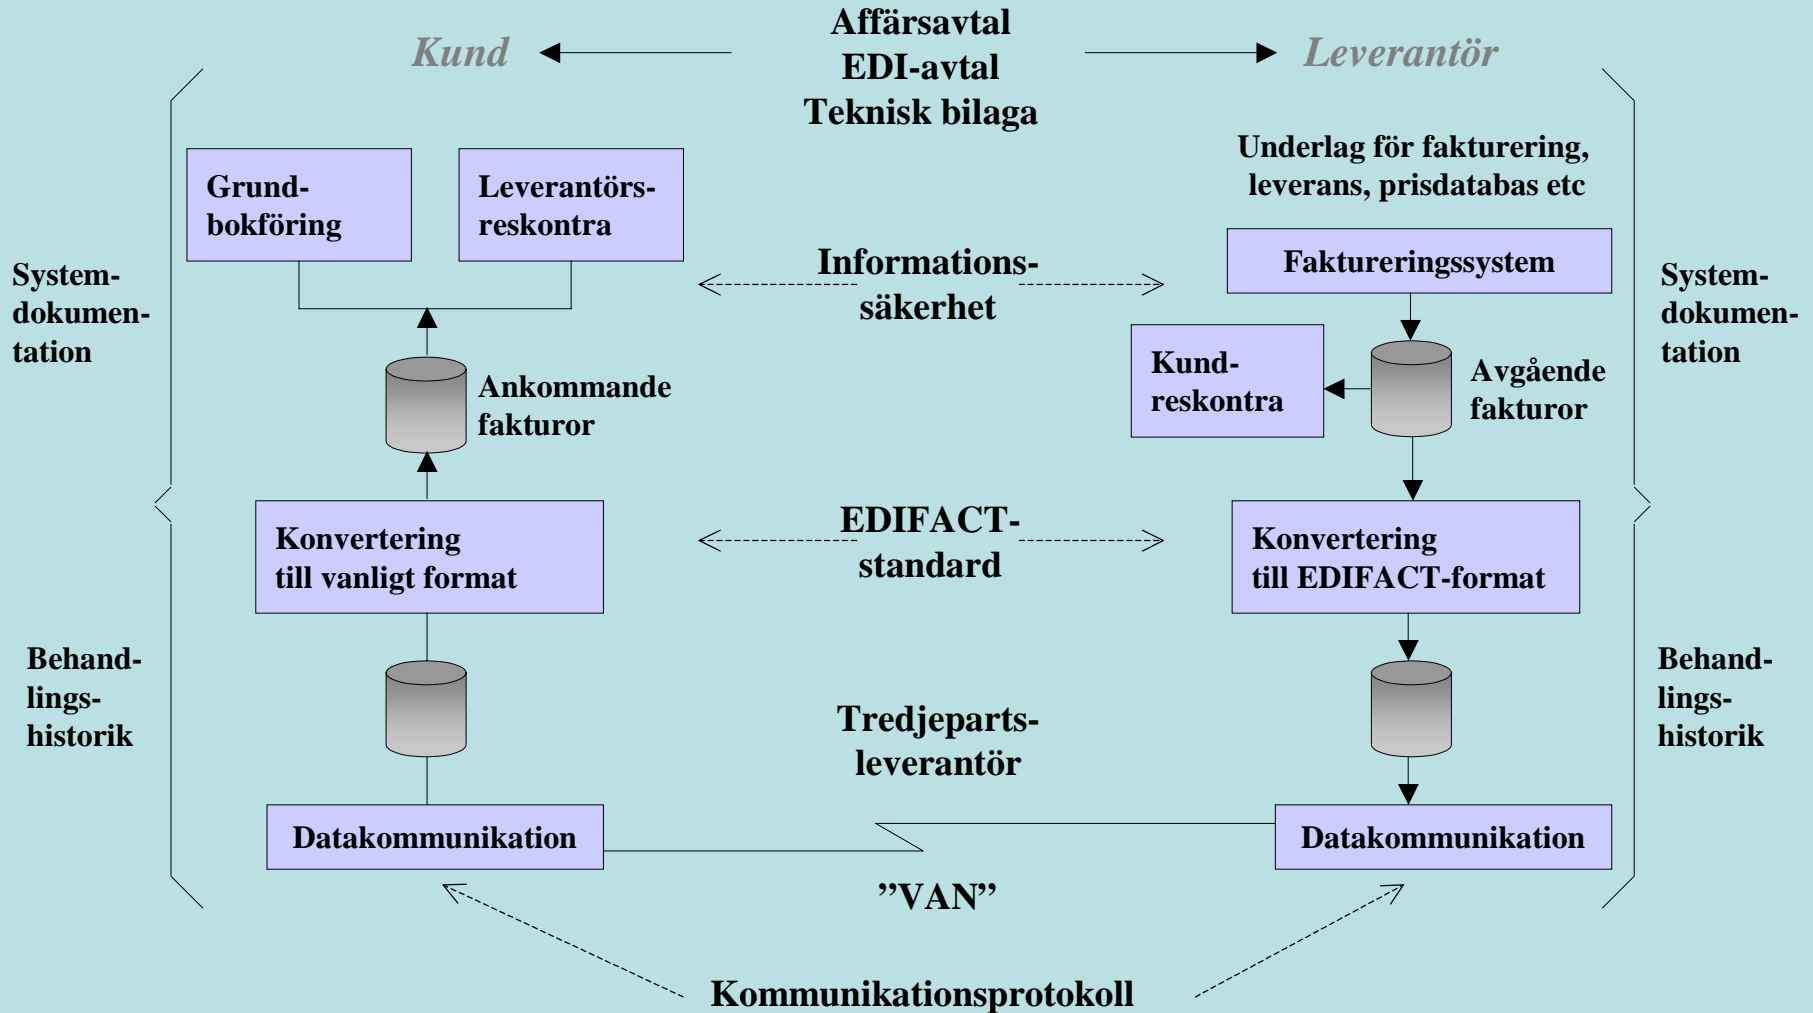 Affärsavtal
EDI-avtal
Teknisk bilaga
Kund
Leverantör
Grund-
bokföring
Leverantörs-
reskontra
Underlag för fakturering,
leverans, prisdatabas etc
System-
dokumen-
tation
Informations-
säkerhet
Faktureringssystem
System-
dokumen-
tation
Ankommande
fakturor
Kund-
reskontra
Avgående
fakturor
Konvertering
till vanligt format
EDIFACT-
standard
Konvertering
till EDIFACT-format
Behand-
lings-
historik
Tredjeparts-
leverantör
Behand-
lings-
historik
Datakommunikation
Datakommunikation
”VAN”
Kommunikationsprotokoll